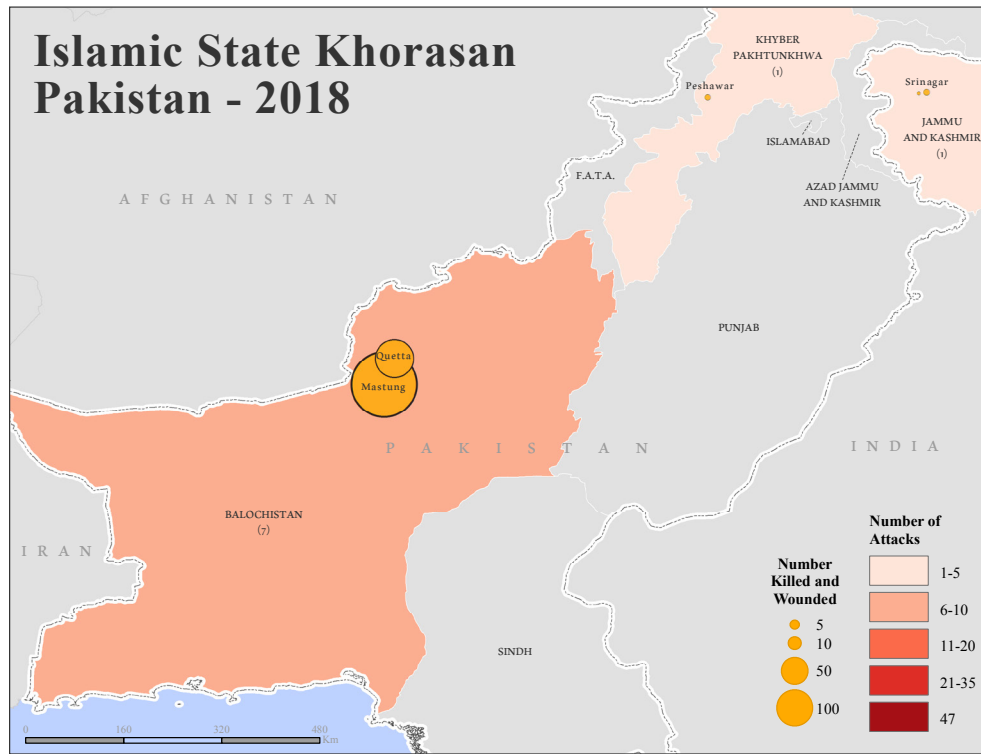 Islamic State Khorasan
Pakistan - 2018
KHYBER
PAKHTUNKHWA
(1)
Peshawar
Srinagar
JAMMU
AND KASHMIR
(1)
ISLAMABAD
F.A.T.A.
AZAD JAMMU
AND KASHMIR
AFGHANISTAN
PUNJAB
Quetta
Mastung
PAKISTAN
INDIA
BALOCHISTAN
(7)
IRAN
SINDH
Number
Killed and
Wounded
5
10
50
100
Number of
Attacks
1-5
6-10
11-20
21-35
47
0 160 320 480
Km